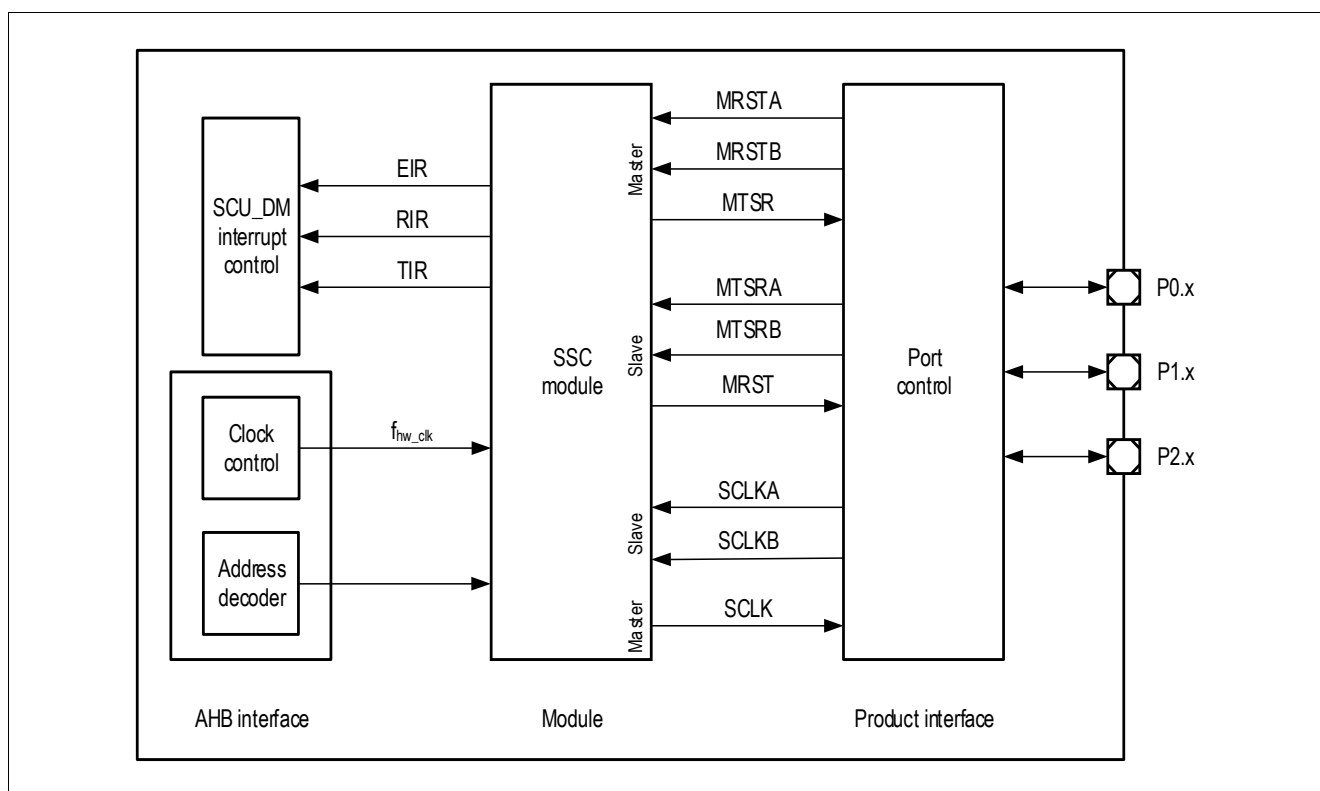 MRSTA
MRSTB
MTSR
Master
EIR
RIR
TIR
SCU_DM
interrupt
control
MTSRA
MTSRB
MRST
Slave
SSC
module
Port
control
P0.x
P1.x
P2.x
Clock
control
fhw_clk
Address
decoder
SCLKA
SCLKB
Slave
SCLK
Master
AHB interface
Module
Product interface